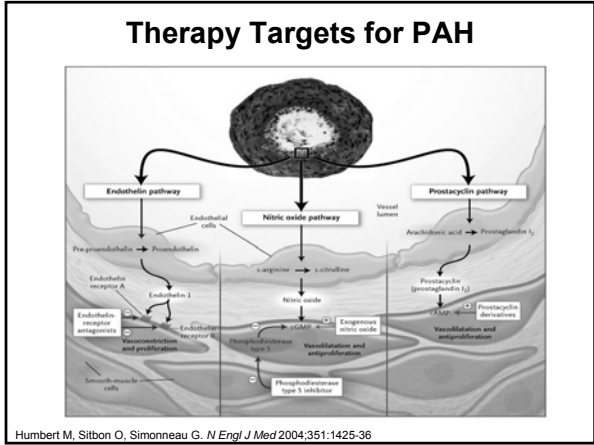 Therapy Targets for PAH
Endothelin pathway
Nitric oxide pathway
Prostacyclin pathway
Endothelial
cells
Vessel
lumen
Pre-proendothelin
Proendothelin
L-arginine
L-citrulline
Arachidonic acid
Prostaglandin I2
Endothelin
receptor A
Endothelin-1
Nitric oxide
Prostacyclin
(prostaglandin I2)
Endothelin-
receptor
antagonists
Endothelin
receptor B
Vasoconstriction
and proliferation
cGMP
Exogenous
nitric oxide
Phosphodiesterase
type 5
Vasodilatation and
antiproliferation
cAMP
Prostacyclin
derivatives
Vasodilatation and
antiproliferation
Smooth-muscle
cells
Phosphodiesterase
type 5 inhibitor
Humbert M, Sitbon O, Simonneau G. N Engl J Med 2004;351:1425-36